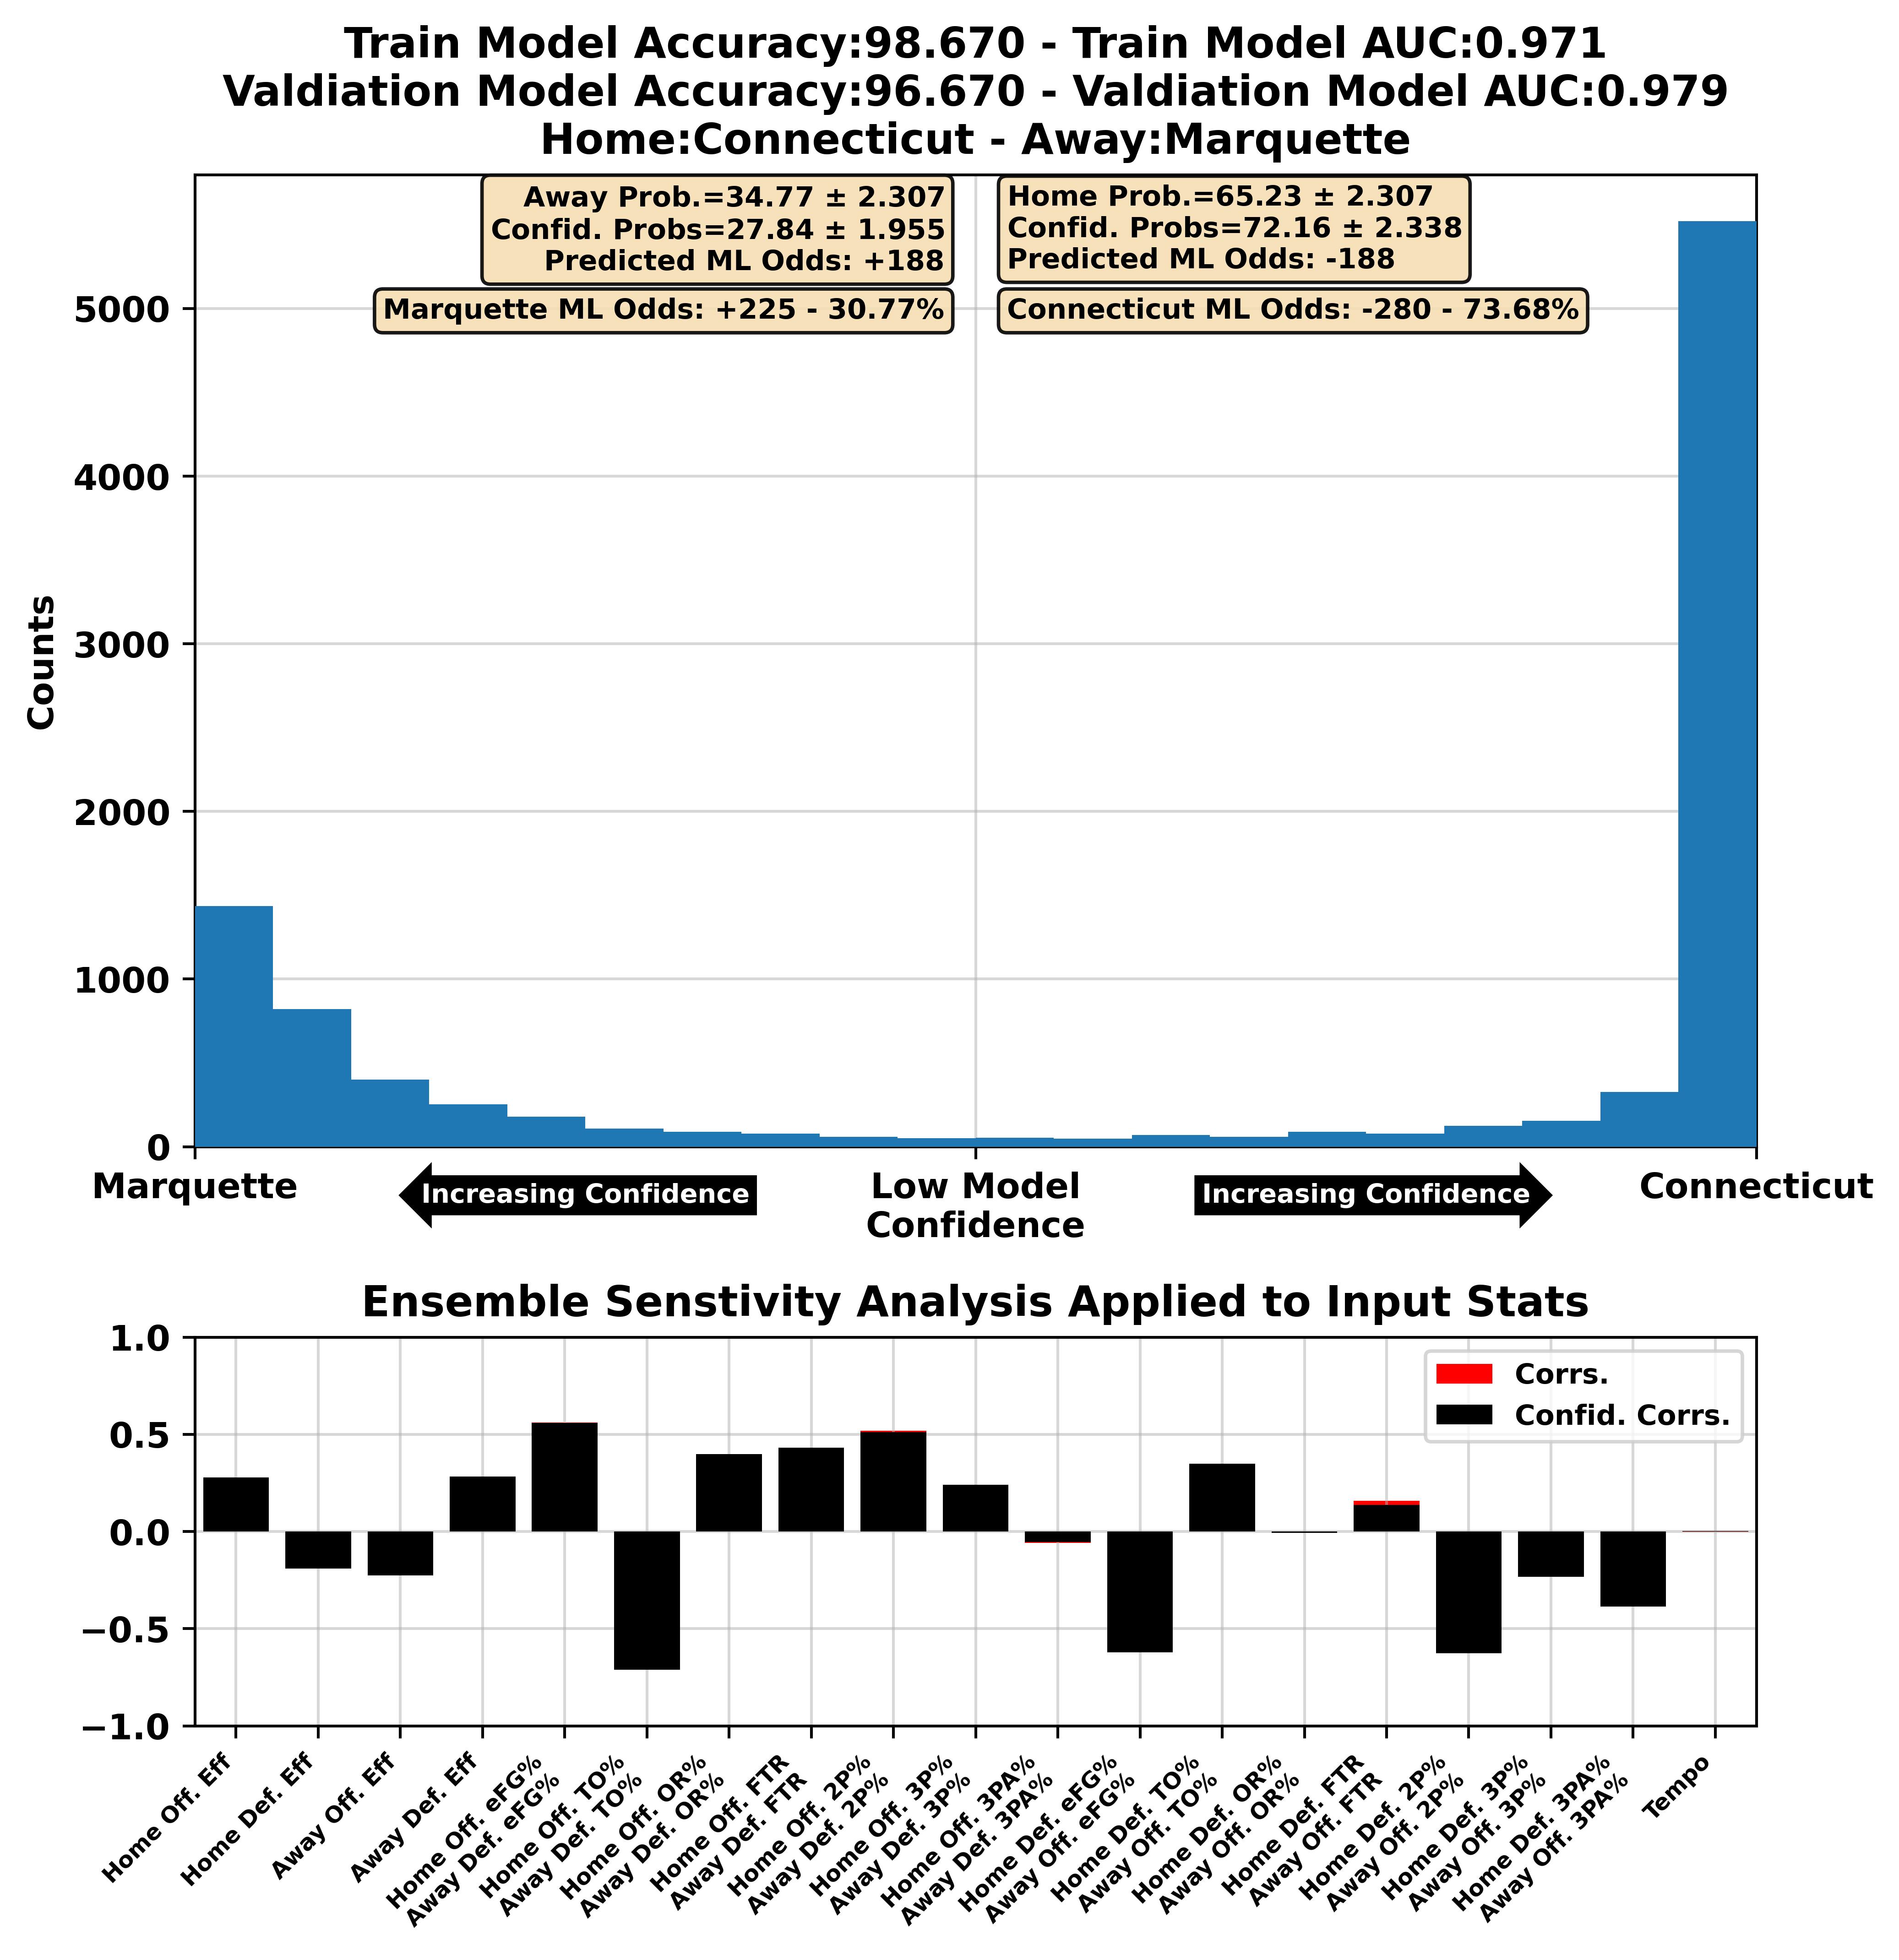 Train Model Accuracy:98.670 - Train Model AUC:0.971
Valdiation Model Accuracy:96.670 - Valdiation Model AUC:0.979
Home:Connecticut - Away:Marquette
Away Prob.=34.77 ± 2.307
Confid. Probs=27.84 ± 1.955
Predicted ML Odds: +188
Marquette ML Odds: +225 - 30.77%
Home Prob.=65.23 ± 2.307
Confid. Probs=72.16 ± 2.338
Predicted ML Odds: -188
Connecticut ML Odds: -280 - 73.68%
Counts
5000
4000
3000
2000
1000
0
Marquette
Increasing Confidence
Low Model
Confidence
Increasing Confidence
Connecticut
Ensemble Senstivity Analysis Applied to Input Stats
1.0
0.5
0.0
−0.5
−1.0
Corrs.
Confid. Corrs.
Home Off. Eff
Home Def. Eff
Away Off. Eff
Away Def. Eff
Home Off. eFG%
Away Def. eFG%
Home Off. TO%
Away Def. TO%
Home Off. OR%
Away Def. OR%
Home Off. FTR
Away Def. FTR
Home Off. 2P%
Away Def. 2P%
Home Off. 3P%
Away Def. 3P%
Home Off. 3PA%
Away Def. 3PA%
Home Def. eFG%
Away Off. eFG%
Home Def. TO%
Away Off. TO%
Home Def. OR%
Away Off. OR%
Home Def. FTR
Away Off. FTR
Home Def. 2P%
Away Off. 2P%
Home Def. 3P%
Away Off. 3P%
Home Def. 3PA%
Away Off. 3PA%
Tempo